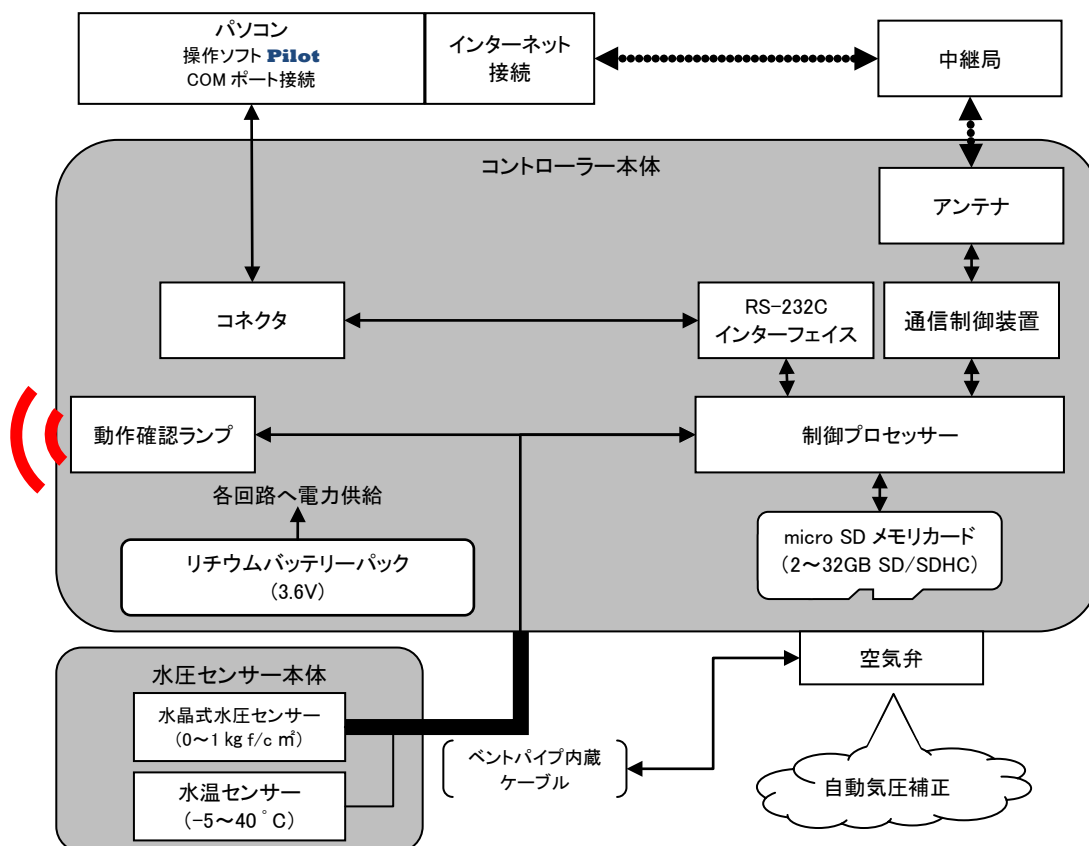 パソコン
操作ソフト Pilot
COM ポート接続
インターネット
接続
中継局
コントローラー本体
アンテナ
コネクタ
RS-232C
インターフェイス
通信制御装置
動作確認ランプ
制御プロセッサー
各回路へ電力供給
リチウムバッテリーパック
(3.6V)
micro SD メモリカード
(2～32GB SD/SDHC)
水圧センサー本体
空気弁
水晶式水圧センサー
(0～1 kg f/c ㎡)
ベントパイプ内蔵
ケーブル
水温センサー
(-5～40゜C)
自動気圧補正